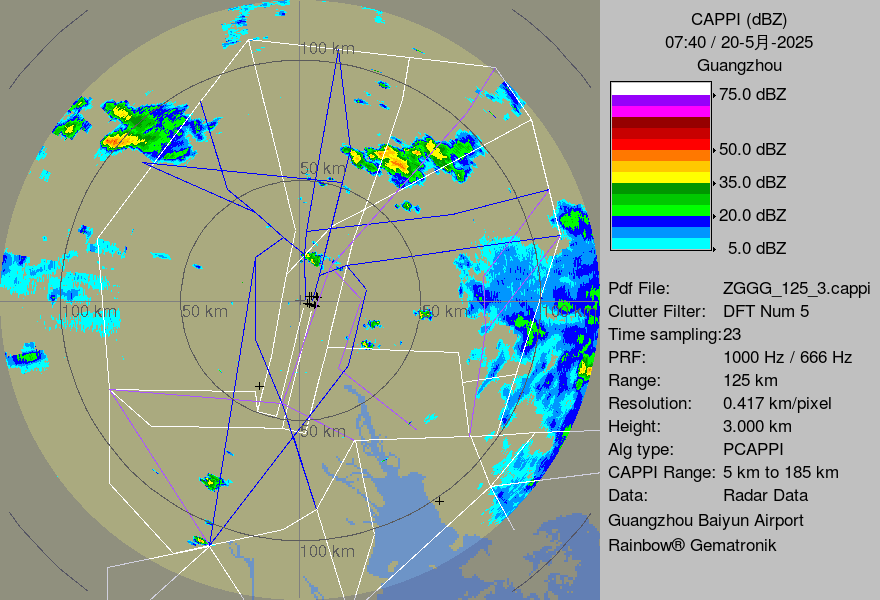 CAPPI (dBZ)
07:40 / 20-5月-2025
Guangzhou
75.0 dBZ
50.0 dBZ
35.0 dBZ
20.0 dBZ
5.0 dBZ
Pdf File: ZGGG_125_3.cappi
Clutter Filter: DFT Num 5
Time sampling:23
PRF: 1000 Hz / 666 Hz
Range: 125 km
Resolution: 0.417 km/pixel
Height: 3.000 km
Alg type: PCAPPI
CAPPI Range: 5 km to 185 km
Data: Radar Data
Guangzhou Baiyun Airport
Rainbow® Gematronik
100 km
50 km
100 km
50 km
50 km
100 km
50 km
100 km